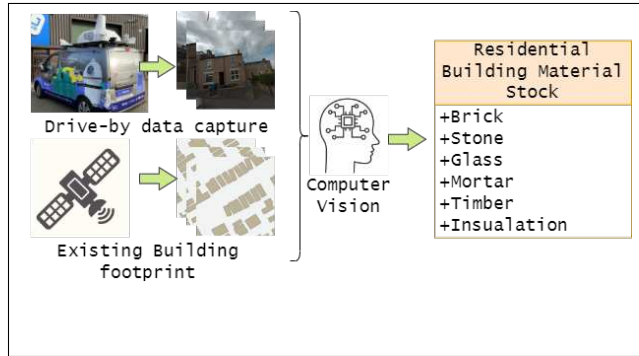 Drive-by data capture
Existing Building
footprint
Computer
Vision
Residential
Building Material
Stock
+Brick
+Stone
+Glass
+Mortar
+Timber
+Insualation